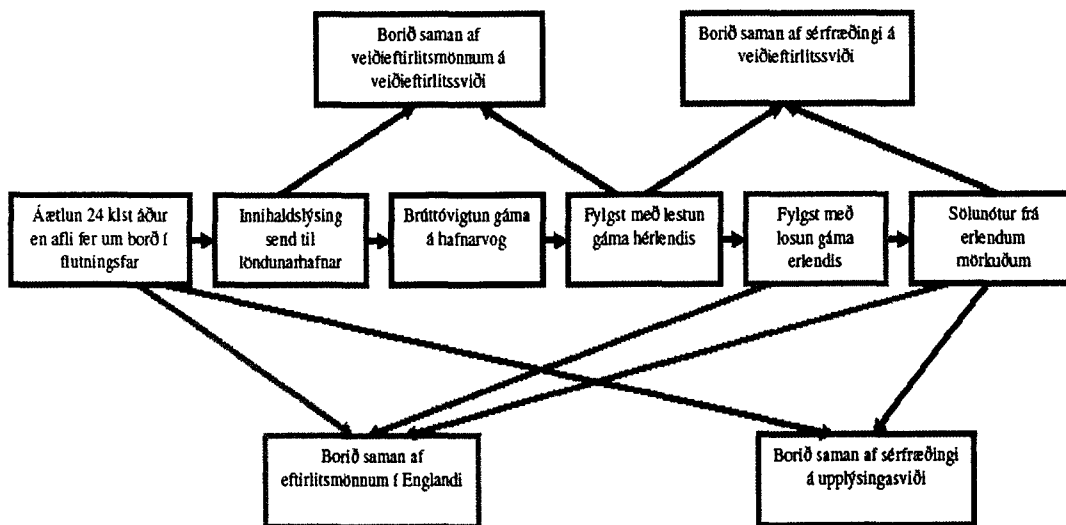 Borið saman af
veiðieftirlitsmönnum á
veiðieftirlitssviði
Borið saman af sérfræðingi á
veiðieftirlitssviði
Áætlun 24 klst áður
en afli fer um borð í
flutningsfar
Innihaldslýsing
send til
löndunarhafnar
Brúttóvigtun gáma
á hafnarvog
Fylgst með lestun
gáma hérlendis
Fylgst með
losun gáma
erlendis
Sölunótur frá
erlendum
mörkuðum
Borið saman af
eftirlitsmönnum í Englandi
Borið saman af sérfræðingi
á upplýsingasviði